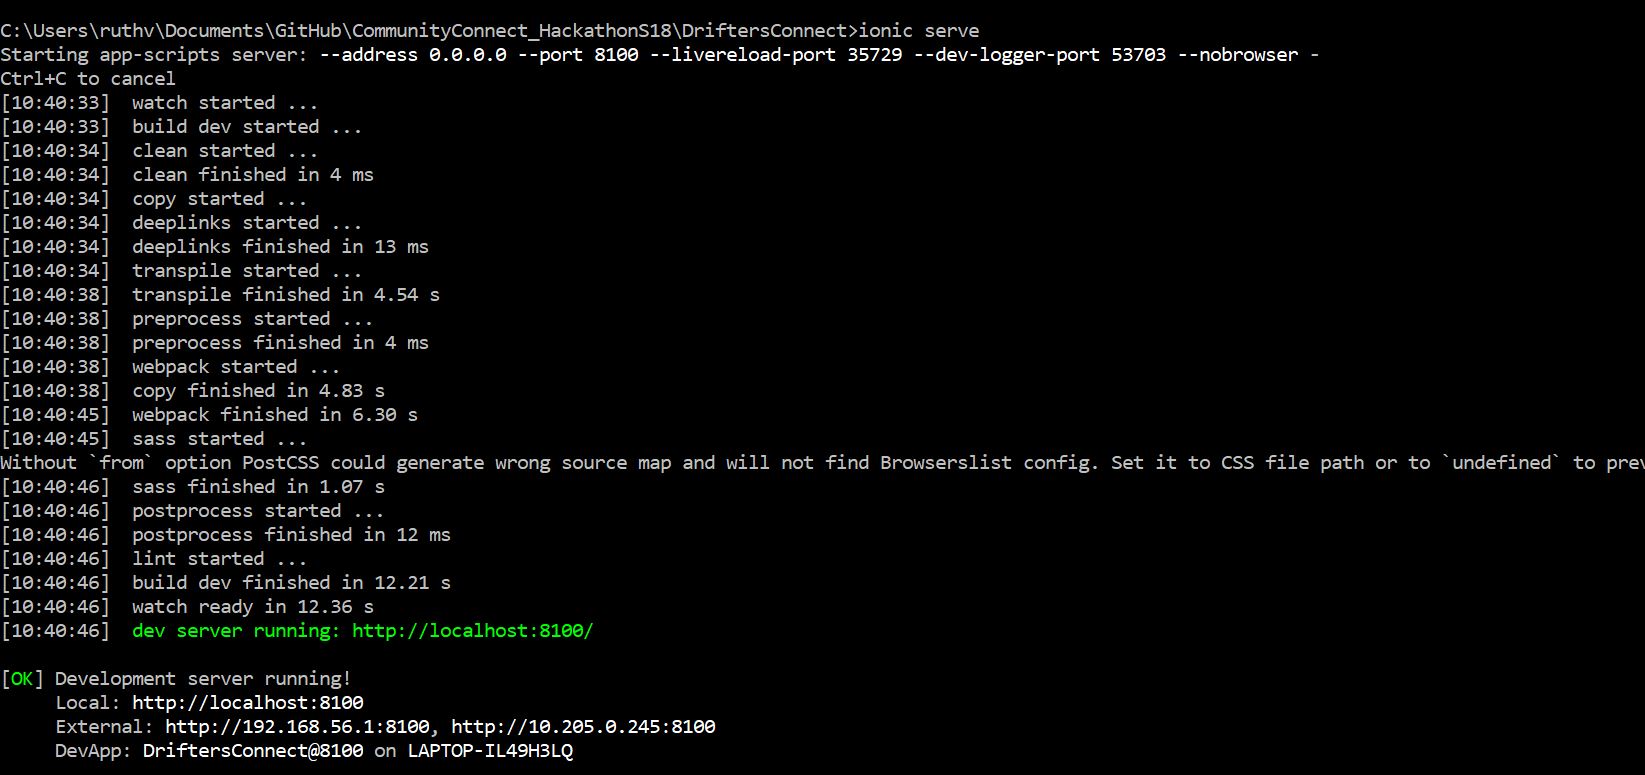 C:\Users\ruthv\Documents\GitHub\CommunityConnect_HackathonS18\DriftersConnect>ionic serve
Starting app-scripts server: --address 0.0.0.0 --port 8100 --livereload-port 35729 --dev-logger-port 53703 --nobrowser -
Ctrl+C to cancel
[10:40:33]  watch started ...
[10:40:33]  build dev started ...
[10:40:34]  clean started ...
[10:40:34]  clean finished in 4 ms
[10:40:34]  copy started ...
[10:40:34]  deeplinks started ...
[10:40:34]  deeplinks finished in 13 ms
[10:40:34]  transpile started ...
[10:40:38]  transpile finished in 4.54 s
[10:40:38]  preprocess started ...
[10:40:38]  preprocess finished in 4 ms
[10:40:38]  webpack started ...
[10:40:38]  copy finished in 4.83 s
[10:40:45]  webpack finished in 6.30 s
[10:40:45]  sass started ...
Without `from` option PostCSS could generate wrong source map and will not find Browserslist config. Set it to CSS file path or to `undefined` to prev
[10:40:46]  sass finished in 1.07 s
[10:40:46]  postprocess started ...
[10:40:46]  postprocess finished in 12 ms
[10:40:46]  lint started ...
[10:40:46]  build dev finished in 12.21 s
[10:40:46]  watch ready in 12.36 s
[10:40:46]  dev server running: http://localhost:8100/
[OK] Development server running!
Local: http://localhost:8100
External: http://192.168.56.1:8100, http://10.205.0.245:8100
DevApp: DriftersConnect@8100 on LAPTOP-IL49H3LQ